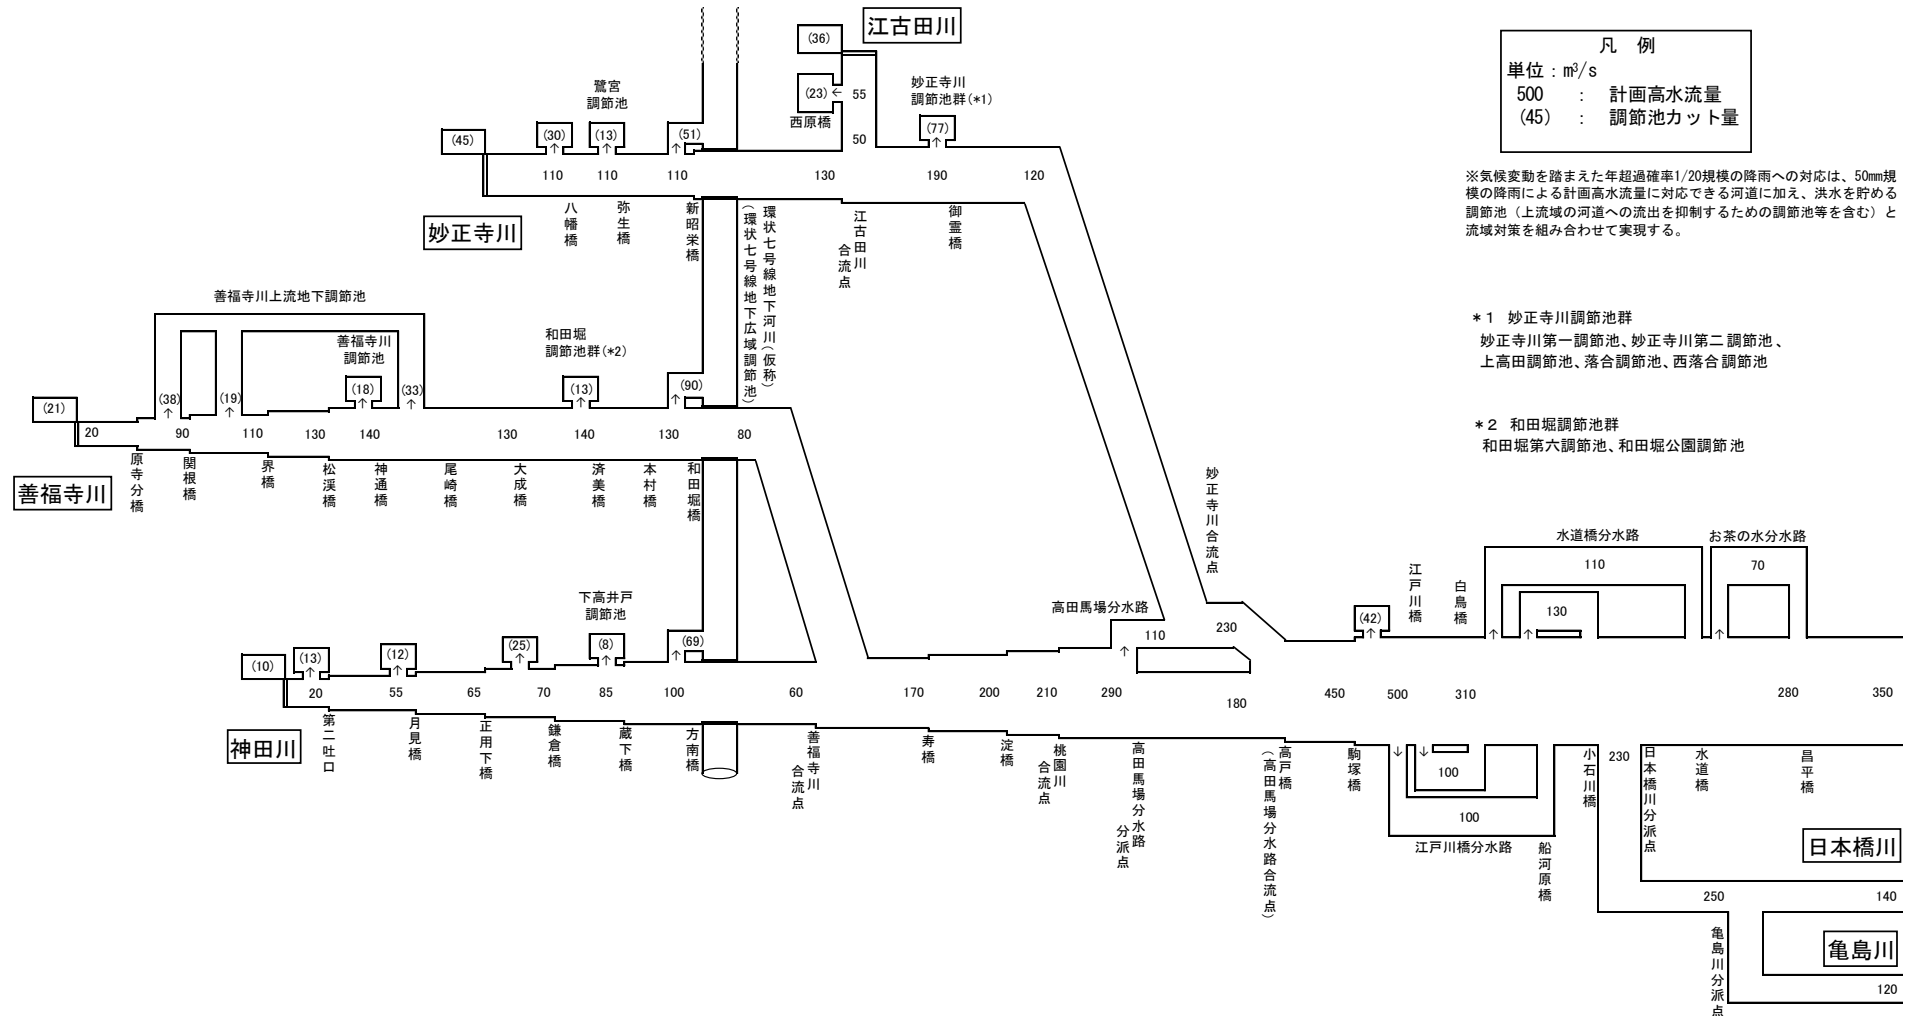 江古田川
(36)
(23) ←
55
西原橋
50
妙正寺川
調節池群(*1)
(77)
↑
鷺宮
調節池
(45)
(30)
↑
(13)
↑
(51)
↑
110
110
110
130
190
120
妙正寺川
八幡橋
弥生橋
新昭栄橋
環状七号線地下河川(仮称)
(環状七号線地下広域調節池)
江古田川
合流点
御霊橋
凡 例
単位：m³/s
500 ： 計画高水流量
(45) ： 調節池カット量
※気候変動を踏まえた年超過確率1/20規模の降雨への対応は、50mm規
模の降雨による計画高水流量に対応できる河道に加え、洪水を貯める
調節池（上流域の河道への流出を抑制するための調節池等を含む）と
流域対策を組み合わせて実現する。
＊1 妙正寺川調節池群
妙正寺川第一調節池、妙正寺川第二調節池、
上高田調節池、落合調節池、西落合調節池
＊2 和田堀調節池群
和田堀第六調節池、和田堀公園調節池
善福寺川上流地下調節池
善福寺川
調節池
和田堀
調節池群(*2)
(21)
(38)
↑
(19)
↑
(18)
↑
(33)
↑
(13)
↑
(90)
↑
20
90
110
130
140
130
140
130
80
善福寺川
原寺分橋
関根橋
界橋
松渓橋
神通橋
尾崎橋
大成橋
済美橋
本村橋
和田堀橋
妙正寺川合流点
下高井戸
調節池
高田馬場分水路
110
↑
230
(10)
(13)
↑
(12)
↑
(25)
↑
(8)
↑
(69)
↑
(42)
↑
江戸川橋
白鳥橋
水道橋分水路
110
130
↑
↑
お茶の水分水路
70
↑
20
55
65
70
85
100
60
170
200
210
290
180
450
500
310
280
350
神田川
第二吐口
月見橋
正用下橋
鎌倉橋
蔵下橋
方南橋
善福寺川
合流点
寿橋
淀橋
桃園川
合流点
高田馬場分水路
分派点
高戸橋
(高田馬場分水路合流点)
駒塚橋
↓
↓
100
100
江戸川橋分水路
船河原橋
小石川橋
230
日本橋川分派点
水道橋
昌平橋
日本橋川
250
140
亀島川分派点
亀島川
120